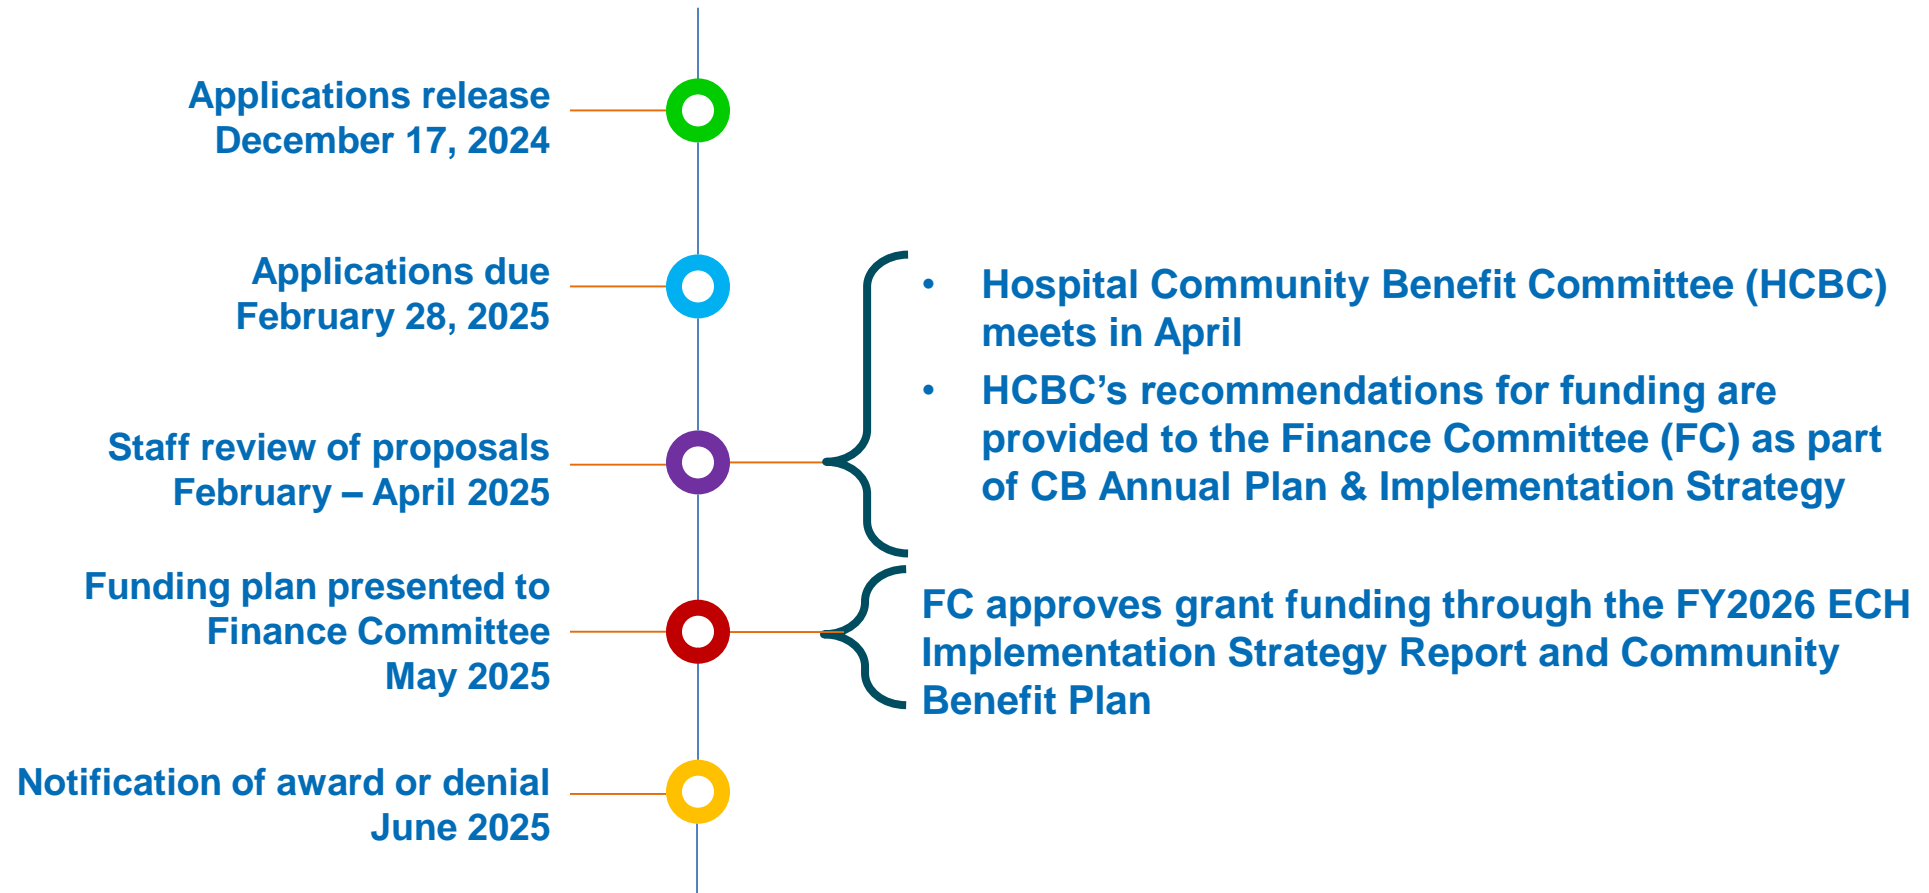 Applications release
December 17, 2024
Applications due
February 28, 2025
Staff review of proposals
February – April 2025
• Hospital Community Benefit Committee (HCBC)
meets in April
• HCBC’s recommendations for funding are
provided to the Finance Committee (FC) as part
of CB Annual Plan & Implementation Strategy
Funding plan presented to
Finance Committee
May 2025
FC approves grant funding through the FY2026 ECH
Implementation Strategy Report and Community
Benefit Plan
Notification of award or denial
June 2025